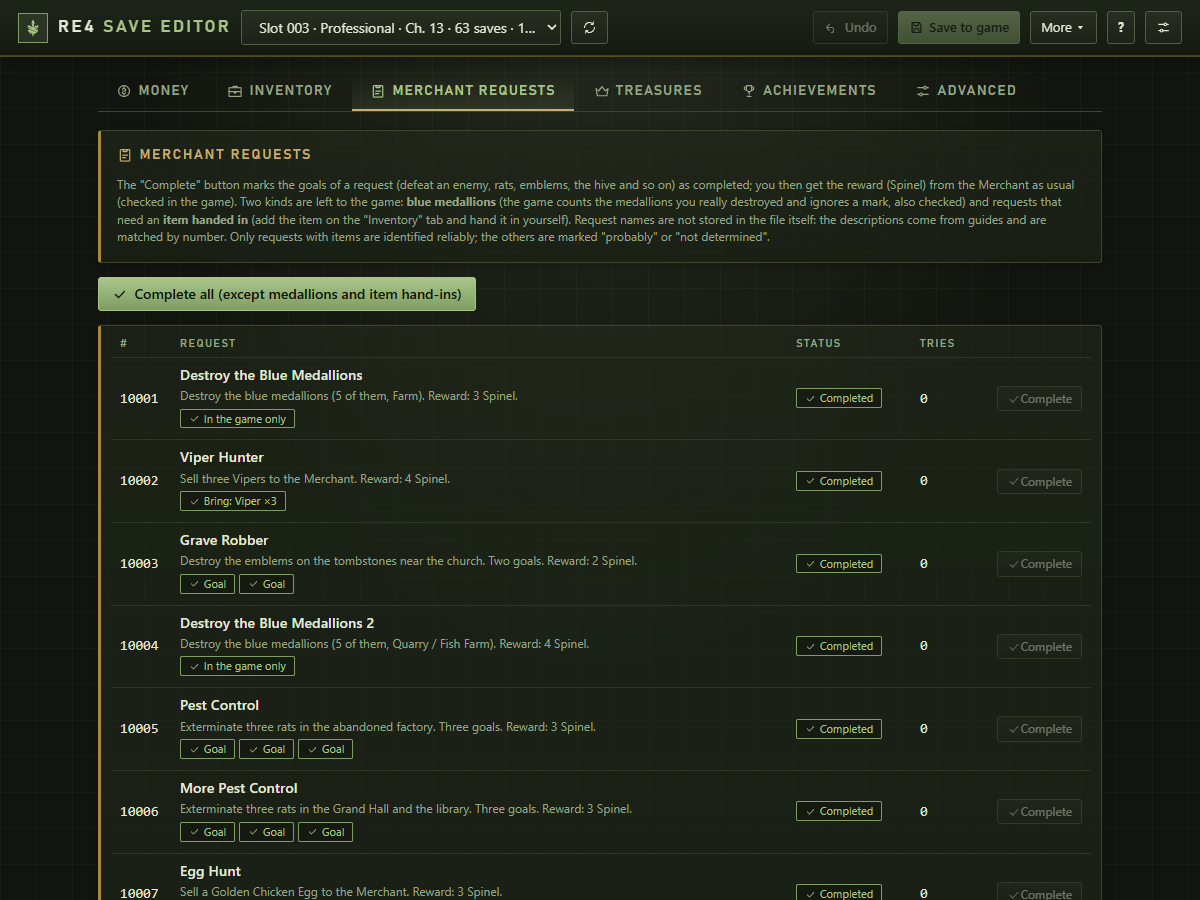 RE4 SAVE EDITOR
Slot 003 · Professional · Ch. 13 · 63 saves · 1...
Undo
Save to game
More
?
MONEY
INVENTORY
MERCHANT REQUESTS
TREASURES
ACHIEVEMENTS
ADVANCED
MERCHANT REQUESTS
The "Complete" button marks the goals of a request (defeat an enemy, rats, emblems, the hive and so on) as completed; you then get the reward (Spinel) from the Merchant as usual
(checked in the game). Two kinds are left to the game: blue medallions (the game counts the medallions you really destroyed and ignores a mark, also checked) and requests that
need an item handed in (add the item on the "Inventory" tab and hand it in yourself). Request names are not stored in the file itself: the descriptions come from guides and are
matched by number. Only requests with items are identified reliably; the others are marked "probably" or "not determined".
Complete all (except medallions and item hand-ins)
# REQUEST STATUS TRIES
Destroy the Blue Medallions
10001 Destroy the blue medallions (5 of them, Farm). Reward: 3 Spinel. Completed 0 Complete
In the game only
Viper Hunter
10002 Sell three Vipers to the Merchant. Reward: 4 Spinel. Completed 0 Complete
Bring: Viper ×3
Grave Robber
10003 Destroy the emblems on the tombstones near the church. Two goals. Reward: 2 Spinel. Completed 0 Complete
Goal Goal
Destroy the Blue Medallions 2
10004 Destroy the blue medallions (5 of them, Quarry / Fish Farm). Reward: 4 Spinel. Completed 0 Complete
In the game only
Pest Control
10005 Exterminate three rats in the abandoned factory. Three goals. Reward: 3 Spinel. Completed 0 Complete
Goal Goal Goal
More Pest Control
10006 Exterminate three rats in the Grand Hall and the library. Three goals. Reward: 3 Spinel. Completed 0 Complete
Goal Goal Goal
Egg Hunt
10007 Sell a Golden Chicken Egg to the Merchant. Reward: 3 Spinel. Completed 0 Complete